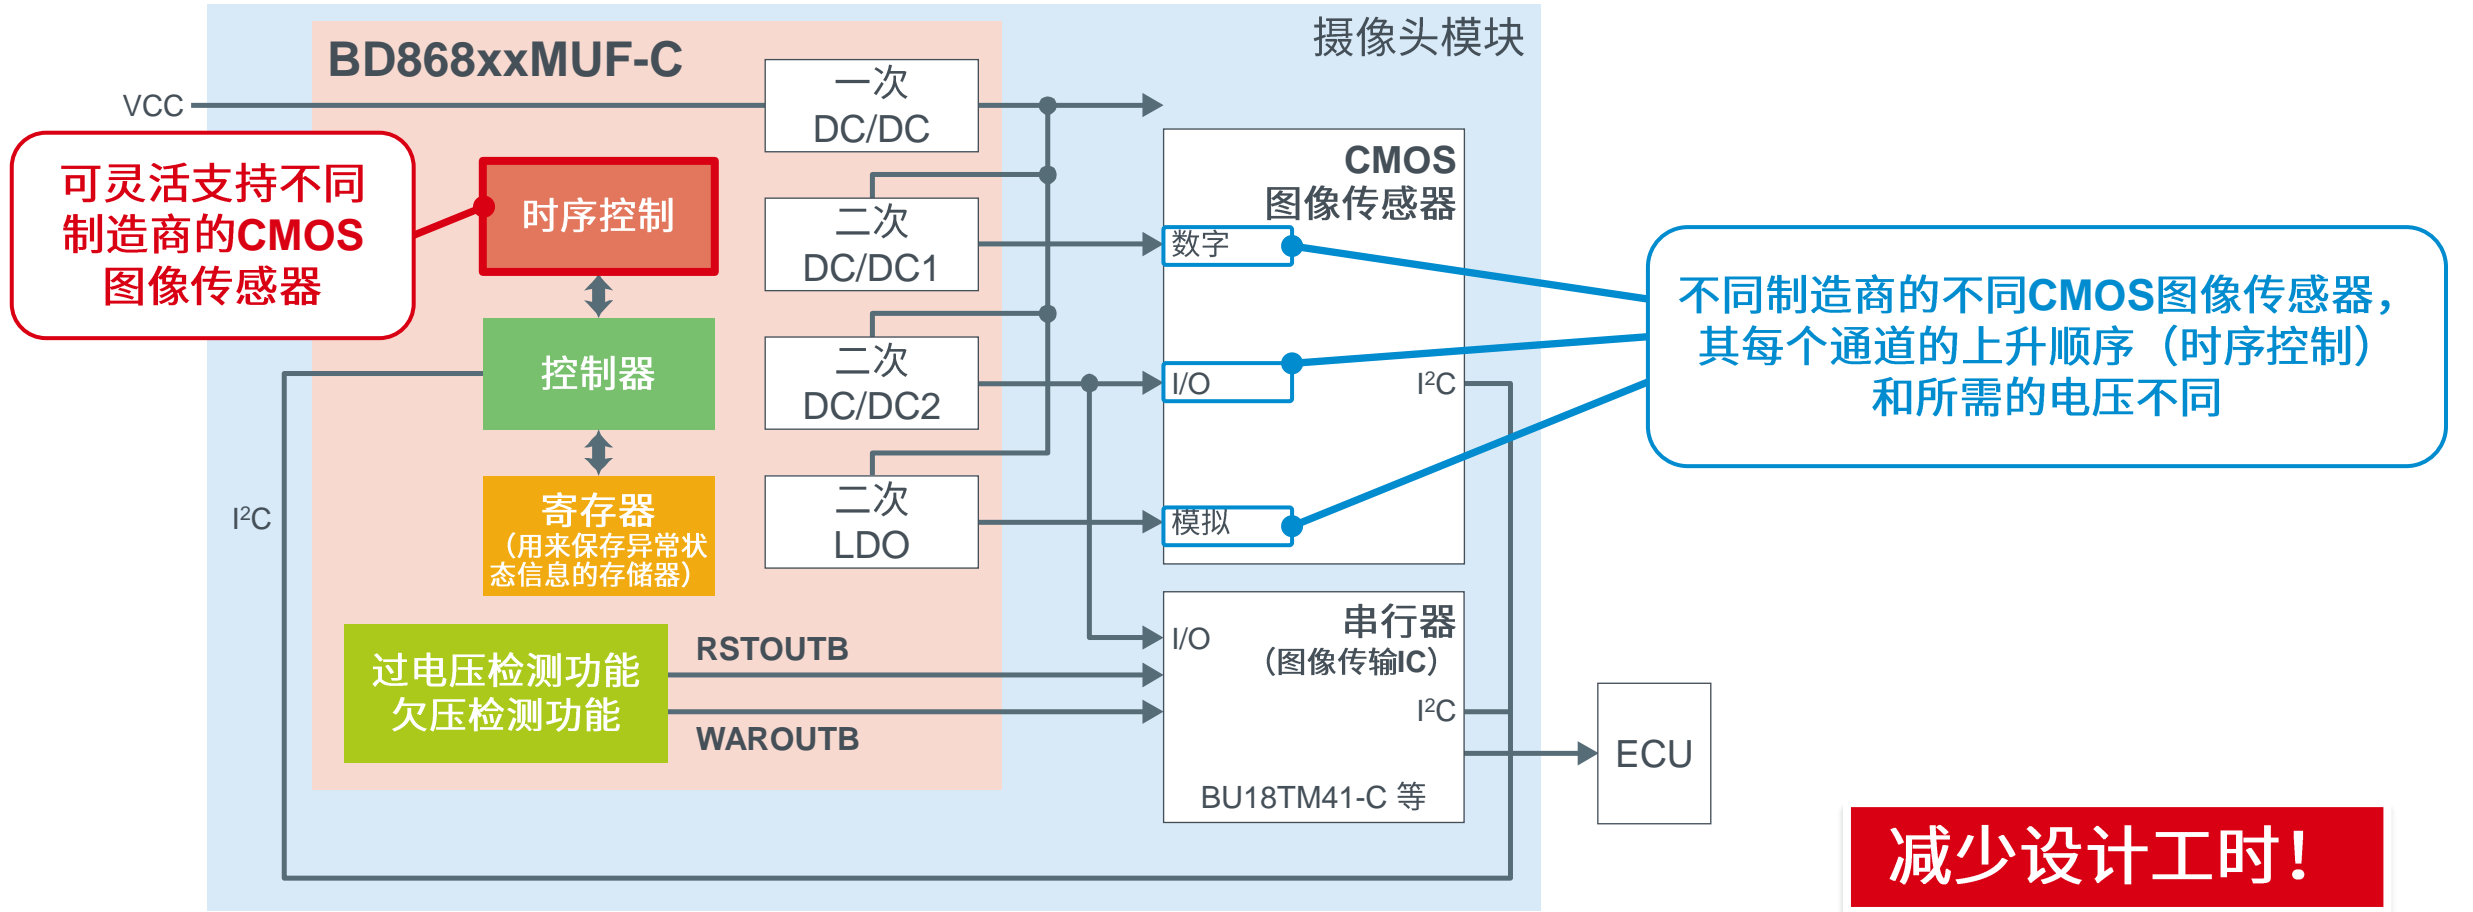 摄像头模块
BD868xxMUF-C
VCC
一次
DC/DC
可灵活支持不同
制造商的CMOS
图像传感器
时序控制
二次
DC/DC1
CMOS
图像传感器
数字
不同制造商的不同CMOS图像传感器，
其每个通道的上升顺序（时序控制）
和所需的电压不同
控制器
二次
DC/DC2
I/O
I²C
I²C
寄存器
（用来保存异常状
态信息的存储器）
二次
LDO
模拟
过电压检测功能
欠压检测功能
RSTOUTB
WAROUTB
串行器
（图像传输IC）
I/O
I²C
BU18TM41-C 等
ECU
减少设计工时！